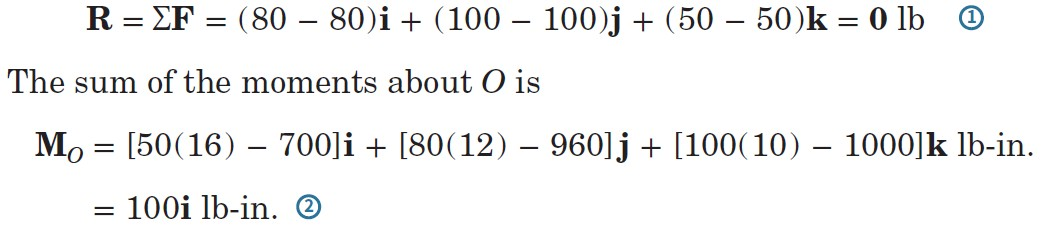 R = ΣF = (80 − 80)i + (100 − 100)j + (50 − 50)k = 0 lb ①
The sum of the moments about O is
M_O = [50(16) − 700]i + [80(12) − 960]j + [100(10) − 1000]k lb-in.
= 100i lb-in. ②